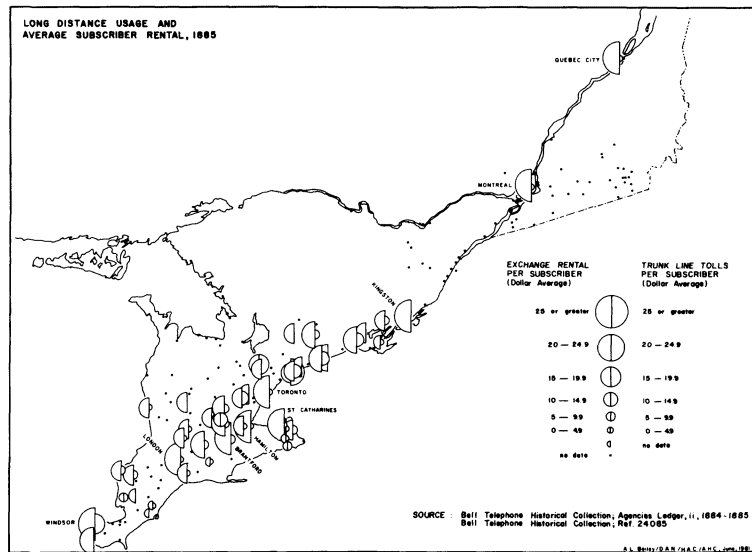 LONG DISTANCE USAGE AND
AVERAGE SUBSCRIBER RENTAL, 1885
QUEBEC CITY
MONTREAL
KINGSTON
TORONTO
ST CATHARINES
HAMILTON
BRANTFORD
LONDON
WINDSOR
EXCHANGE RENTAL TRUNK LINE TOLLS
PER SUBSCRIBER PER SUBSCRIBER
(Dollar Average) (Dollar Average)
25 or greater 25 or greater
20 — 24.9 20 — 24.9
15 — 19.9 15 — 19.9
10 — 14.9 10 — 14.9
5 — 9.9 5 — 9.9
0 — 4.9 0 — 4.9
no data
no data
SOURCE : Bell Telephone Historical Collection; Agencies Ledger, ii, 1884-1885
Bell Telephone Historical Collection; Ref. 24085